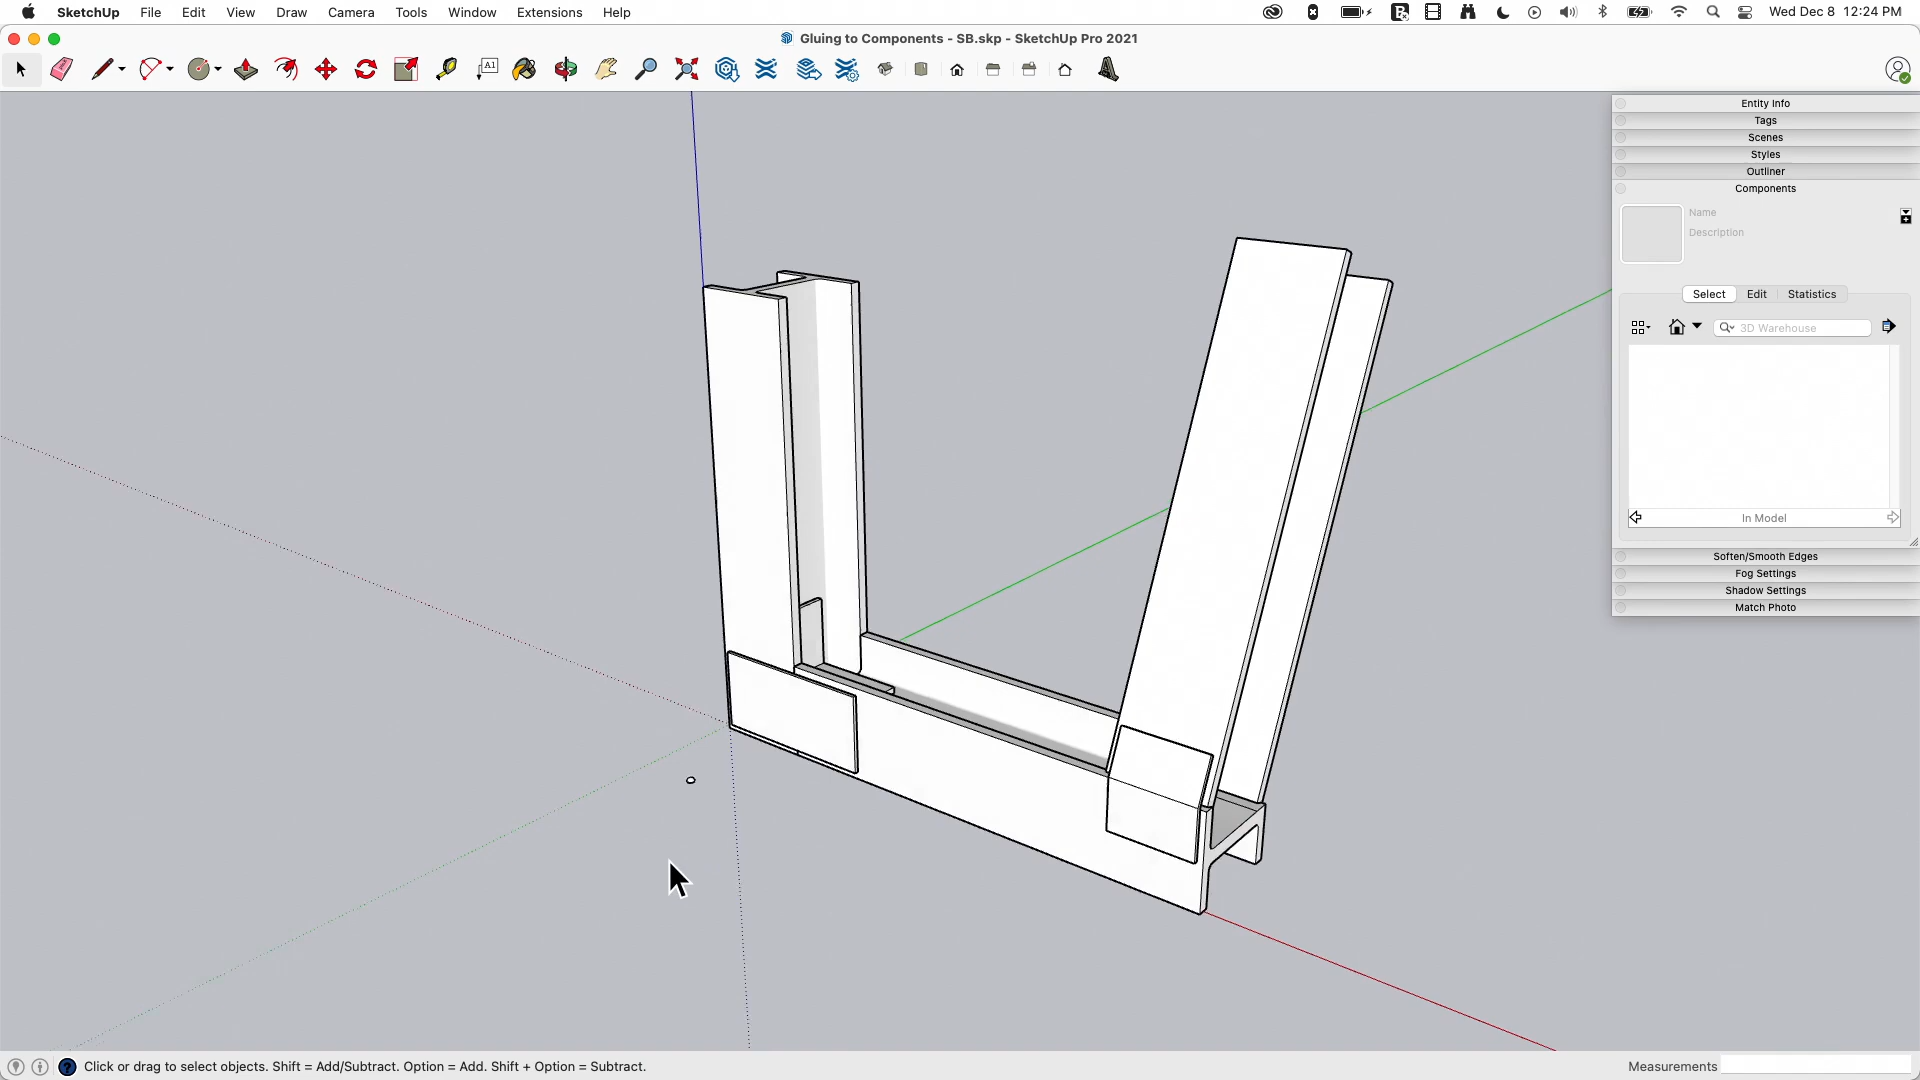 SketchUp File Edit View Draw Camera Tools Window Extensions Help Wed Dec 8 12:24 PM
Gluing to Components - SB.skp - SketchUp Pro 2021
A1
Entity Info
Tags
Scenes
Styles
Outliner
Components
Name
Description
Select Edit Statistics
3D Warehouse
In Model
Soften/Smooth Edges
Fog Settings
Shadow Settings
Match Photo
Click or drag to select objects. Shift = Add/Subtract. Option = Add. Shift + Option = Subtract. Measurements